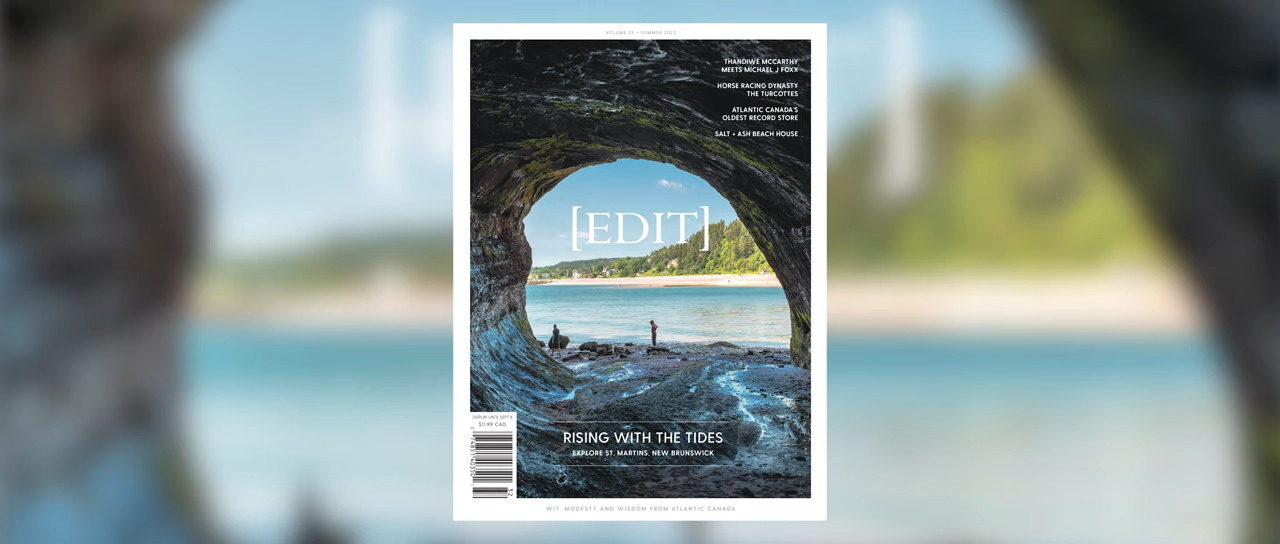 VOLUME 25 • SUMMER 2022
THANDIWE MCCARTHY
MEETS MICHAEL J FOXX
HORSE RACING DYNASTY
THE TURCOTTES
ATLANTIC CANADA'S
OLDEST RECORD STORE
SALT + ASH BEACH HOUSE
[EDIT]
DISPLAY UNTIL SEPT 6
$11.99 CAD
RISING WITH THE TIDES
EXPLORE ST. MARTINS, NEW BRUNSWICK
WIT, MODESTY AND WISDOM FROM ATLANTIC CANADA